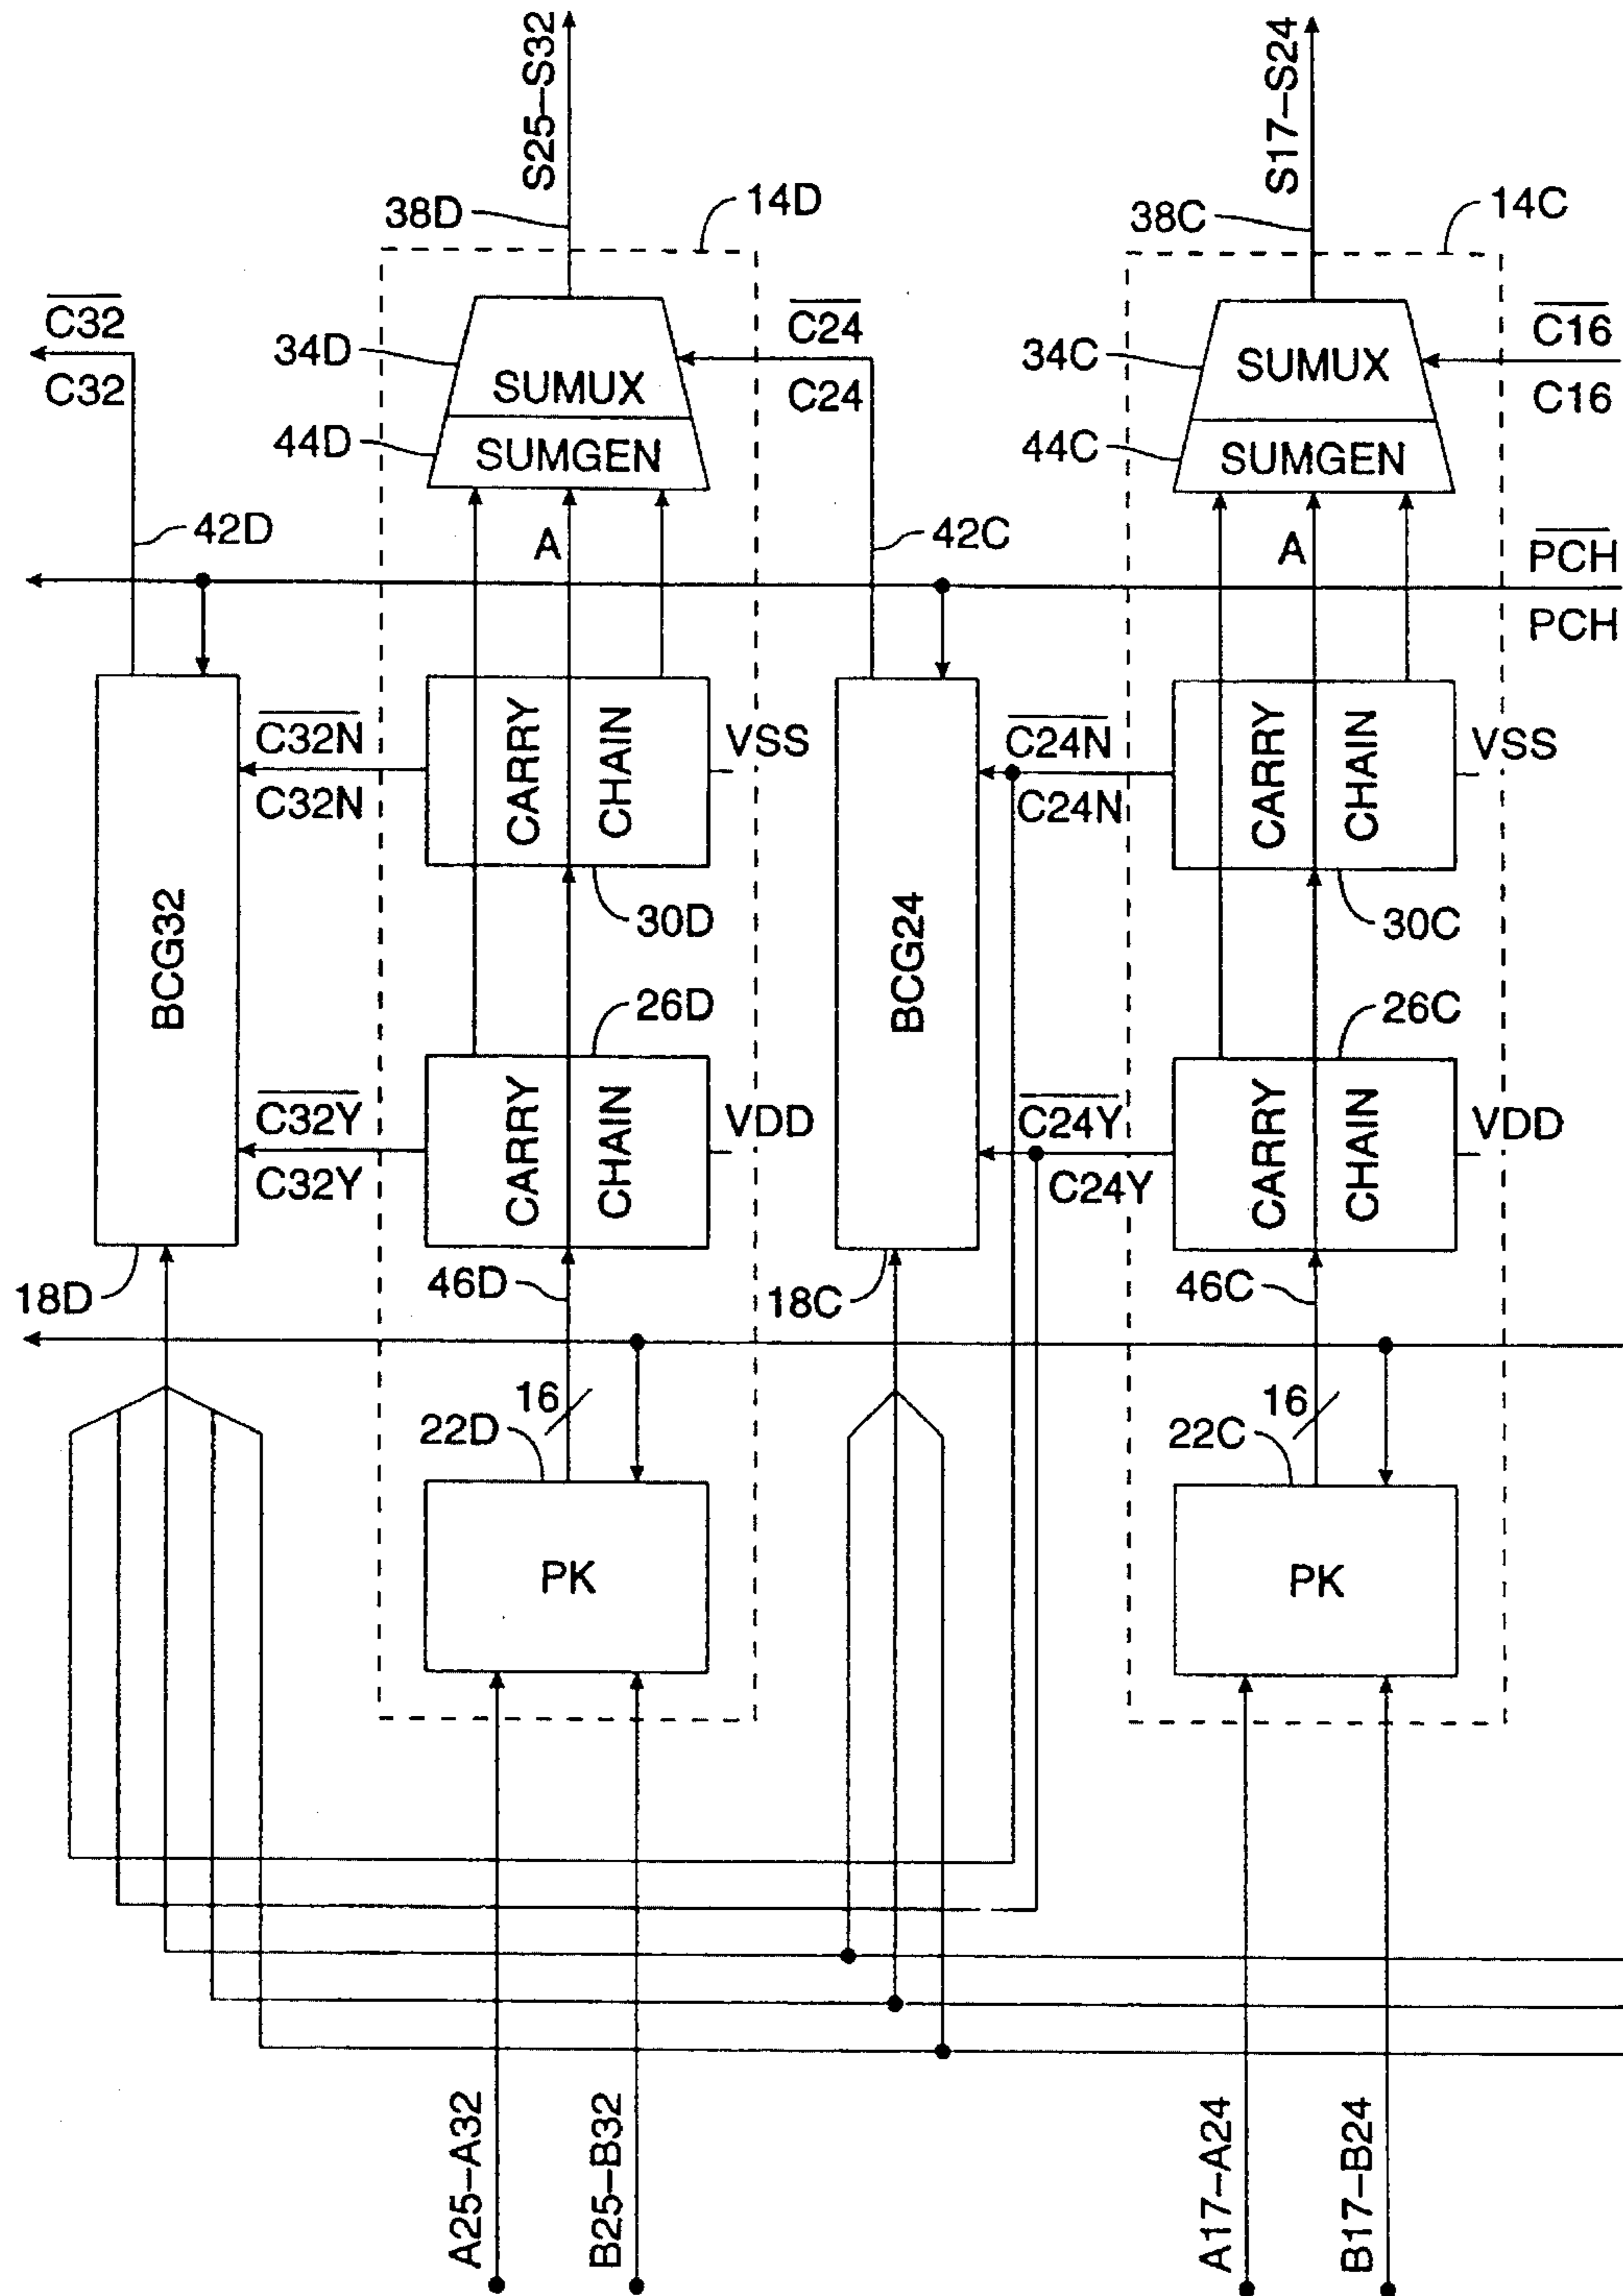 S25–S32
S17–S24
38D
14D
38C
14C
C32
C32
34D
SUMUX
C24
C24
34C
SUMUX
C16
C16
44D
SUMGEN
44C
SUMGEN
42D
A
42C
A
PCH
PCH
BCG32
C32N
C32N
CARRY
CHAIN
VSS
BCG24
C24N
C24N
CARRY
CHAIN
VSS
30D
30C
26D
26C
C32Y
C32Y
CARRY
CHAIN
VDD
C24Y
C24Y
CARRY
CHAIN
VDD
18D
46D
18C
46C
16
16
22D
22C
PK
PK
A25–A32
B25–B32
A17–A24
B17–B24